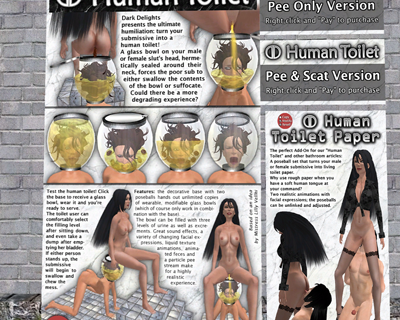 Human Toilet
Dark Delights
presents the ultimate
humiliation: turn your
submissive into a
human toilet!
A glass bowl on your male
or female slut's head, herme-
tically sealed around their
neck, forces the poor sub to
either swallow the contents
of the bowl or suffocate.
Could there be a more
degrading experience?
Test the human toilet! Click
the base to receive a glass
bowl, wear it and you're
ready to serve.
The toilet user can
comfortably select
the filling level
after sitting down,
and even take a
dump after empty-
ing her bladder.
If either person
stands up, the
submissive will
begin to
swallow and
chew the
mess.
Features: the decorative base with two
poseballs hands out unlimited copies
of wearable, modifiable glass bowls
(which of course only work in combi-
nation with the base).
The bowl can be filled with three
levels of urine as well as excre-
ments. Great sound effects, a
variety of changing facial ex-
pressions, liquid texture
animations, animated
feces and a
particle pee
stream make
for a highly
realistic
experience.
Based on an idea
by Mistress Lilly
Pee Only Version
Right-click and "Pay" to purchase
Human Toilet
Pee & Scat Version
Right-click and "Pay" to purchase
Human
Toilet Paper
The perfect Add-On for our "Human
Toilet" and other bathroom articles:
A poseball set that turns your male
or female submissive into living
toilet paper.
Why use rough paper when you
have a soft human tongue at
your command?
Two realistic animations with
facial expressions; the poseballs
can be unlinked and adjusted.